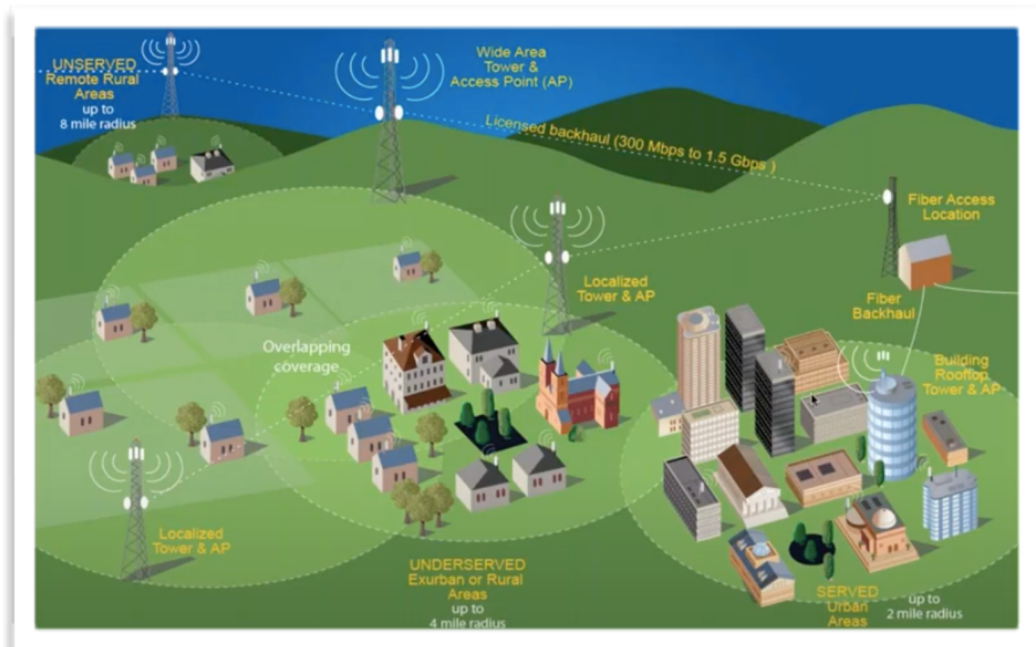 UNSERVED
Remote Rural
Areas
up to
8 mile radius
Wide Area
Tower &
Access Point (AP)
Licensed backhaul (300 Mbps to 1.5 Gbps )
Fiber Access
Location
Localized
Tower & AP
Fiber
Backhaul
Overlapping
coverage
Building
Rooftop
Tower & AP
Localized
Tower & AP
UNDERSERVED
Exurban or Rural
Areas
up to
4 mile radius
SERVED
Urban
Areas
up to
2 mile radius